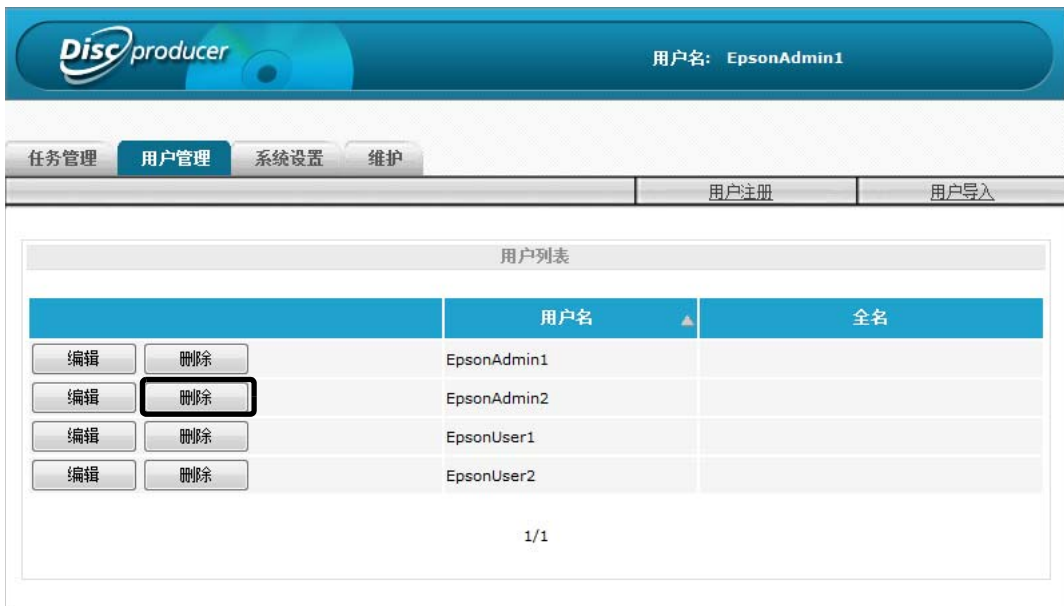 Disc producer
用户名: EpsonAdmin1
任务管理 用户管理 系统设置 维护
用户注册 用户导入
用户列表
用户名 全名
编辑 删除 EpsonAdmin1
编辑 删除 EpsonAdmin2
编辑 删除 EpsonUser1
编辑 删除 EpsonUser2
1/1